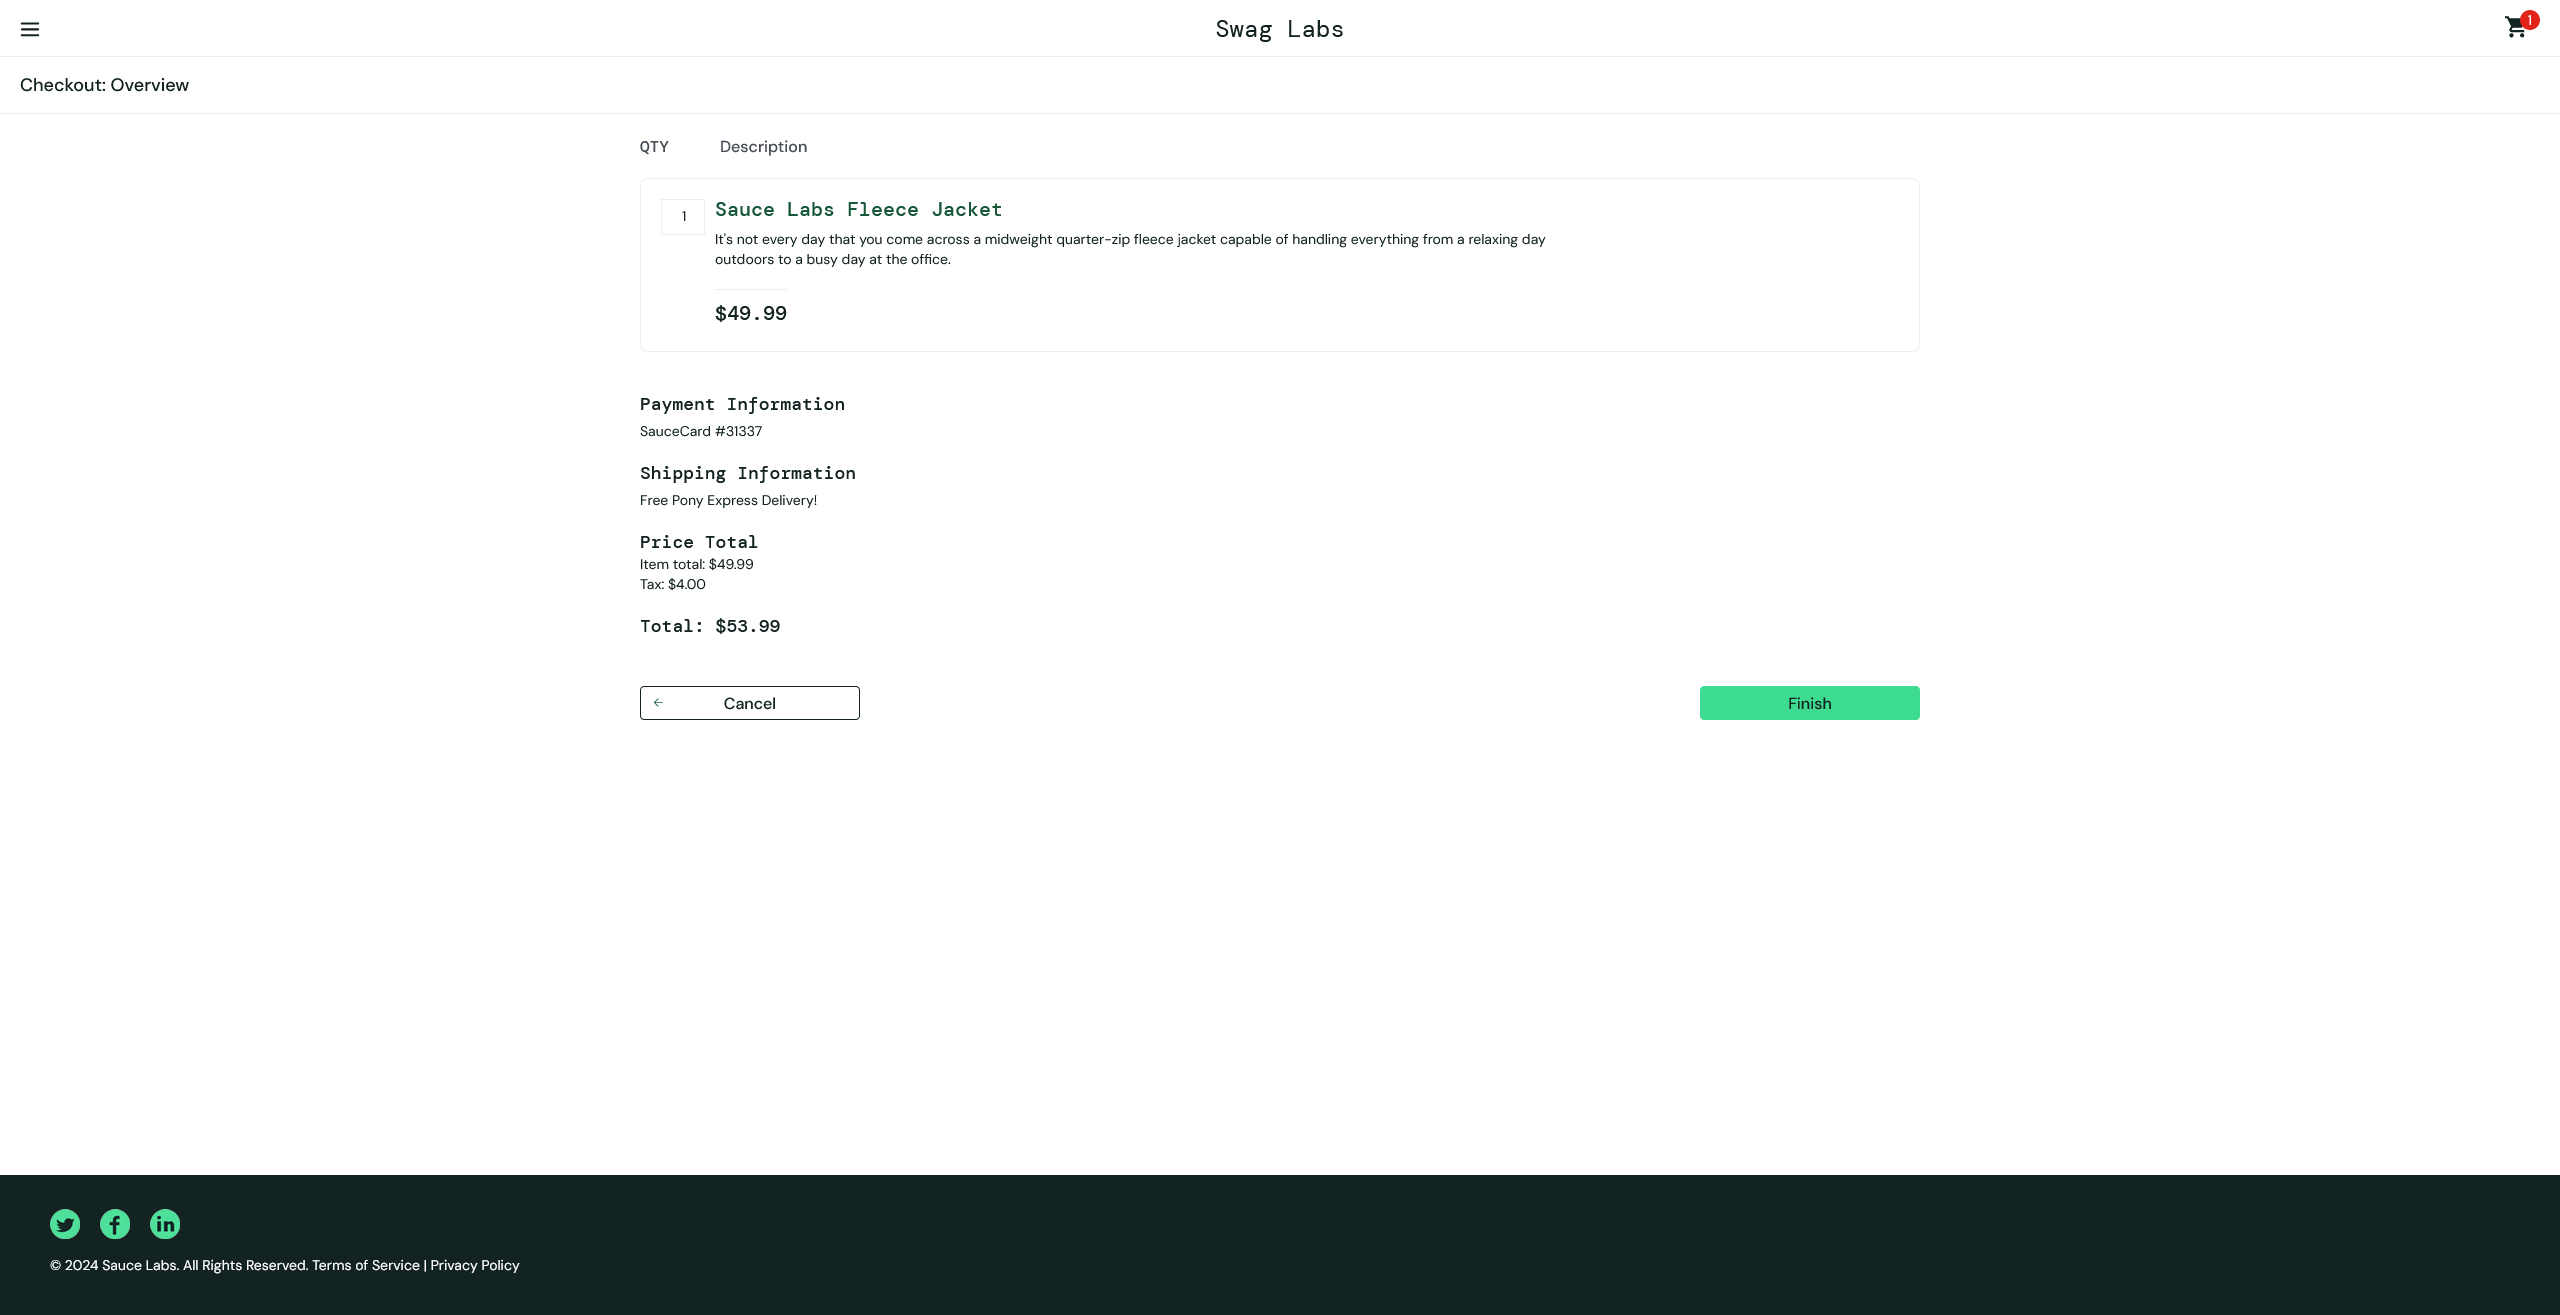 Swag Labs
1
Checkout: Overview
QTY Description
1
Sauce Labs Fleece Jacket
It's not every day that you come across a midweight quarter-zip fleece jacket capable of handling everything from a relaxing day
outdoors to a busy day at the office.
$49.99
Payment Information
SauceCard #31337
Shipping Information
Free Pony Express Delivery!
Price Total
Item total: $49.99
Tax: $4.00
Total: $53.99
Cancel
Finish
© 2024 Sauce Labs. All Rights Reserved. Terms of Service | Privacy Policy